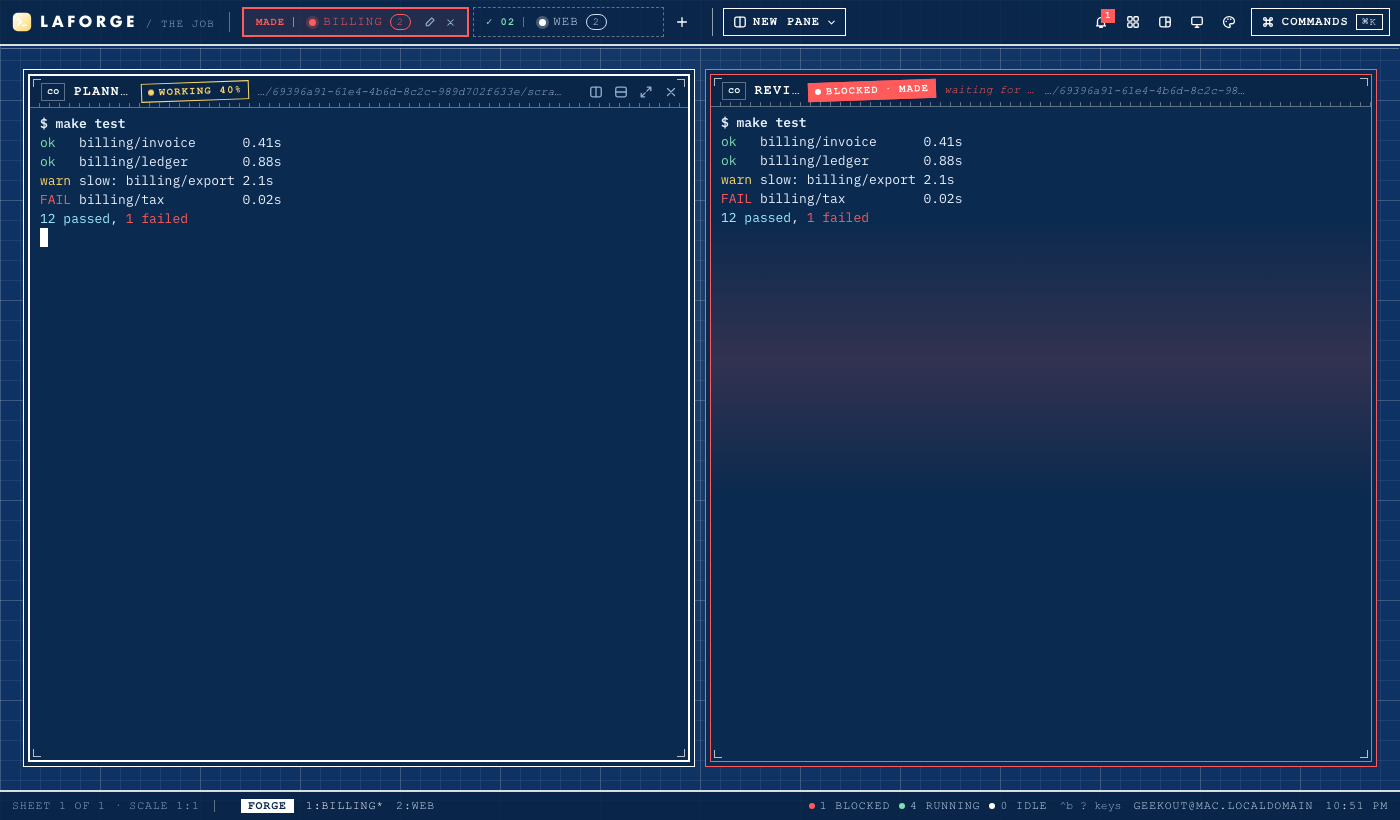 LAFORGE / THE JOB
MADE BILLING 2
✓ 02 WEB 2
+
NEW PANE
1
COMMANDS ⌘K
CO PLANN… WORKING 40% …/69396a91-61e4-4b6d-8c2c-989d702f633e/scra…
$ make test
ok billing/invoice 0.41s
ok billing/ledger 0.88s
warn slow: billing/export 2.1s
FAIL billing/tax 0.02s
12 passed, 1 failed
CO REVI… BLOCKED · MADE waiting for … …/69396a91-61e4-4b6d-8c2c-98…
$ make test
ok billing/invoice 0.41s
ok billing/ledger 0.88s
warn slow: billing/export 2.1s
FAIL billing/tax 0.02s
12 passed, 1 failed
SHEET 1 OF 1 · SCALE 1:1 FORGE 1:BILLING* 2:WEB 1 BLOCKED 4 RUNNING 0 IDLE ^b ? keys GEEKOUT@MAC.LOCALDOMAIN 10:51 PM